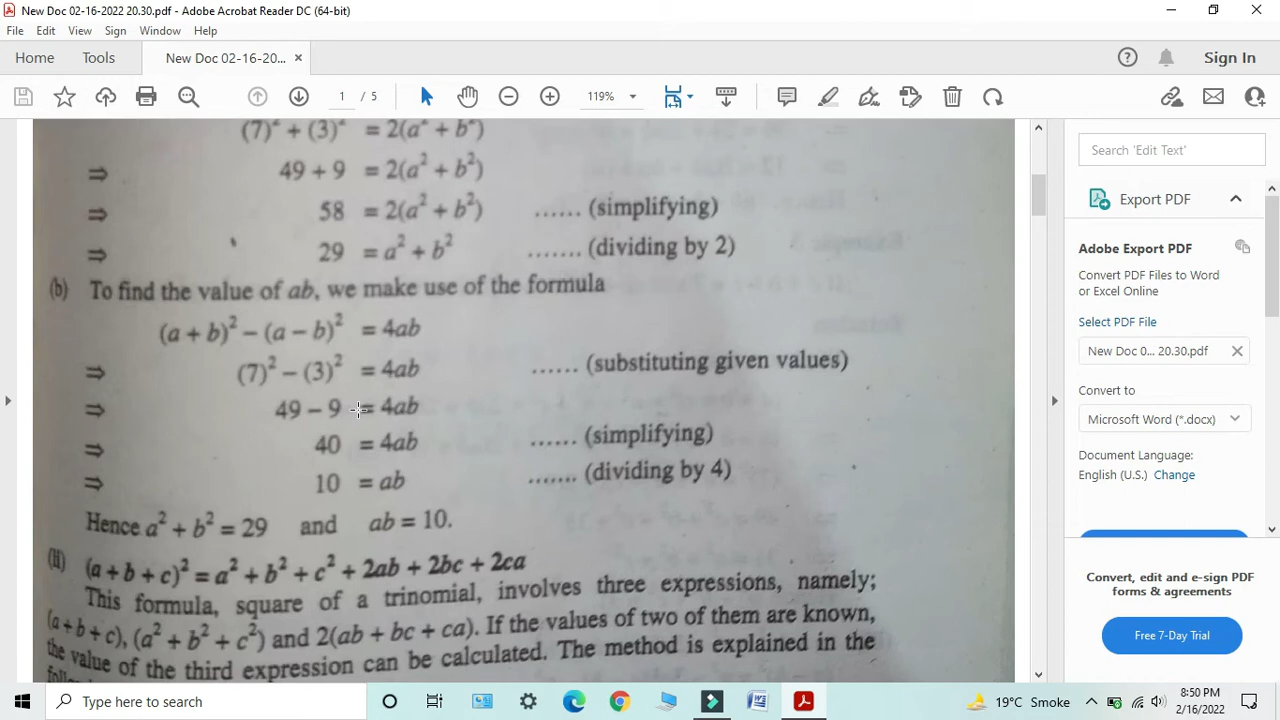 New Doc 02-16-2022 20.30.pdf - Adobe Acrobat Reader DC (64-bit)
File Edit View Sign Window Help
Home Tools New Doc 02-16-20... × Sign In
1 / 5 119%
(7)² + (3)² = 2(a² + b²)
⇒ 49 + 9 = 2(a² + b²)
⇒ 58 = 2(a² + b²) ...... (simplifying)
⇒ 29 = a² + b² ....... (dividing by 2)
(b) To find the value of ab, we make use of the formula
(a + b)² − (a − b)² = 4ab
⇒ (7)² − (3)² = 4ab ...... (substituting given values)
⇒ 49 − 9 = 4ab
⇒ 40 = 4ab ...... (simplifying)
⇒ 10 = ab ....... (dividing by 4)
Hence a² + b² = 29 and ab = 10.
(ii) (a + b + c)² = a² + b² + c² + 2ab + 2bc + 2ca
This formula, square of a trinomial, involves three expressions, namely;
(a + b + c), (a² + b² + c²) and 2(ab + bc + ca). If the values of two of them are known,
the value of the third expression can be calculated. The method is explained in the
Search 'Edit Text'
Export PDF
Adobe Export PDF
Convert PDF Files to Word
or Excel Online
Select PDF File
New Doc 0... 20.30.pdf ×
Convert to
Microsoft Word (*.docx)
Document Language:
English (U.S.) Change
Convert, edit and e-sign PDF
forms & agreements
Free 7-Day Trial
Type here to search
19°C Smoke
8:50 PM
2/16/2022